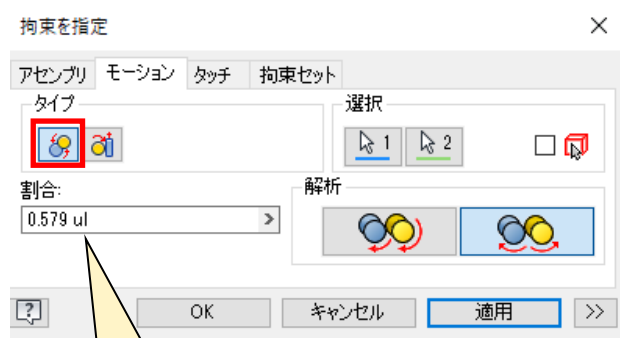 拘束を指定
アセンブリ モーション タッチ 拘束セット
タイプ
選択
1 2
割合:
0.579 ul
解析
OK キャンセル 適用 >>